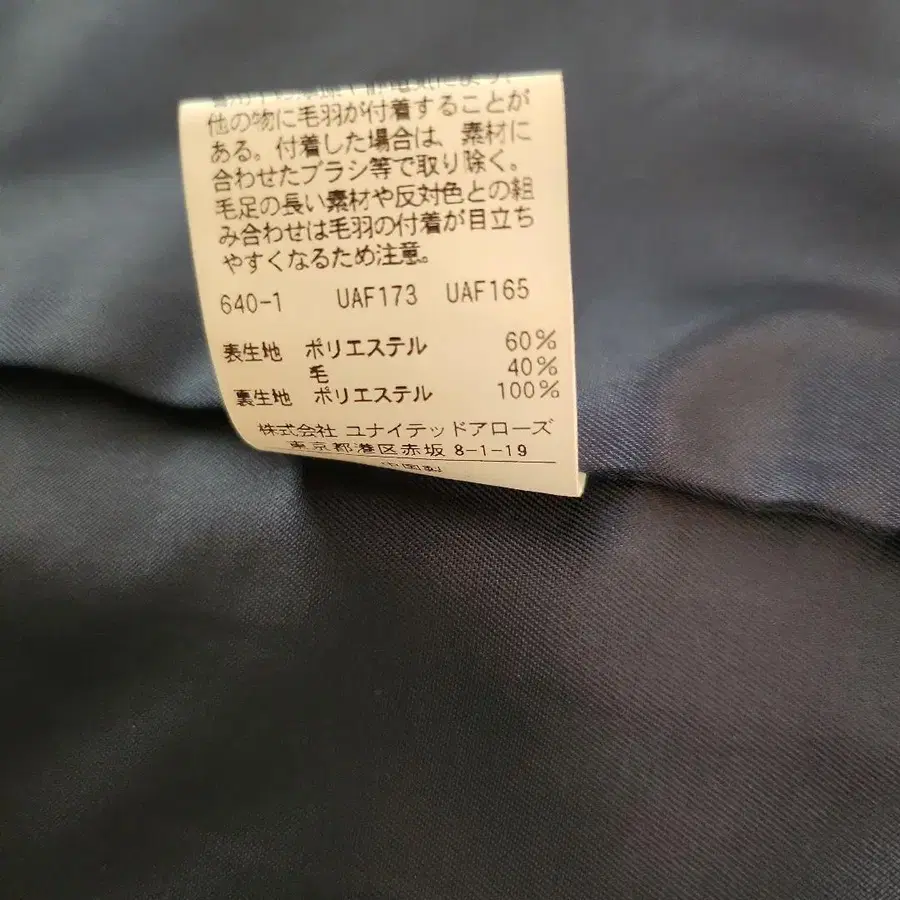 他の物に毛羽が付着することが
ある。付着した場合は、素材に
合わせたブラシ等で取り除く。
毛足の長い素材や反対色との組
み合わせは毛羽の付着が目立ち
やすくなるため注意。
640-1 UAF173 UAF165
表生地 ポリエステル 60%
毛 40%
裏生地 ポリエステル 100%
株式会社 ユナイテッドアローズ
東京都港区赤坂 8-1-19
中国製